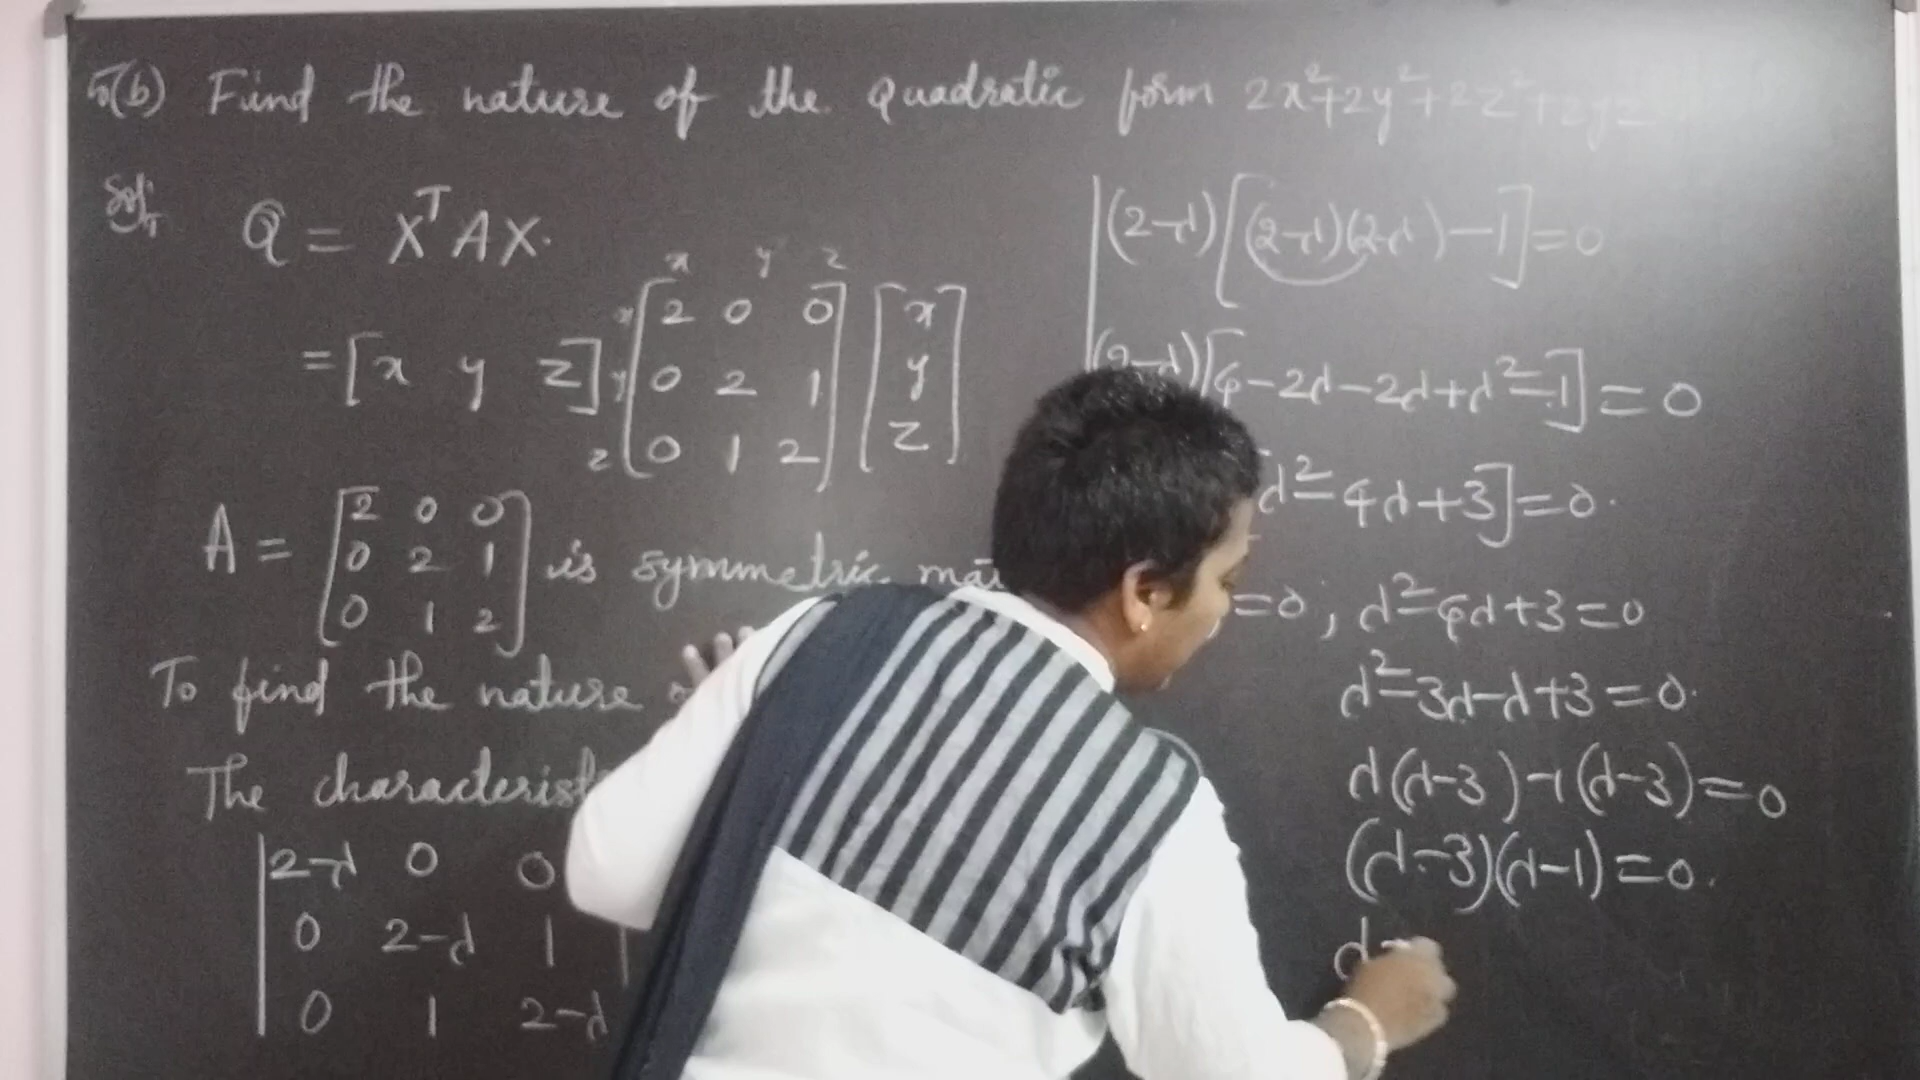 5(b) Find the nature of the Quadratic form 2x²+2y²+2z²+2yz
Sol:
Q = XᵀAX.
x y z
= [x y z] x [2 0 0] [x]
y [0 2 1] [y]
z [0 1 2] [z]
A = [2 0 0
0 2 1
0 1 2] is symmetric
To find the nature
The
|2-λ 0 0
0 2-λ 1 |
0 1 2-λ
(2-λ)[(2-λ)(2-λ)-1]=0
(2-λ)[4-2λ-2λ+λ²-1]=0
λ²-4λ+3]=0.
=0; λ²-4λ+3=0
λ²-3λ-λ+3=0.
λ(λ-3)-1(λ-3)=0
(λ-3)(λ-1)=0.
λ=